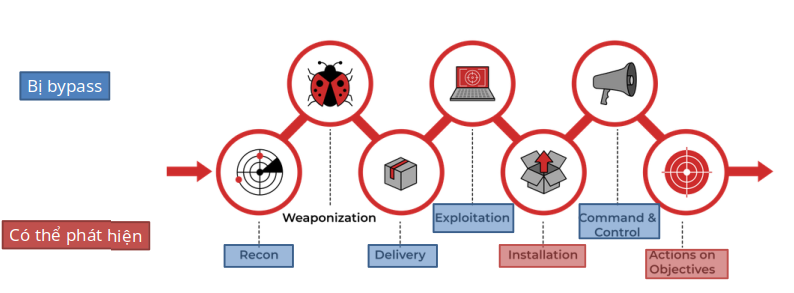 Bị bypass
Có thể phát hiện
Weaponization
Exploitation
Command &
Control
Recon
Delivery
Installation
Actions on
Objectives